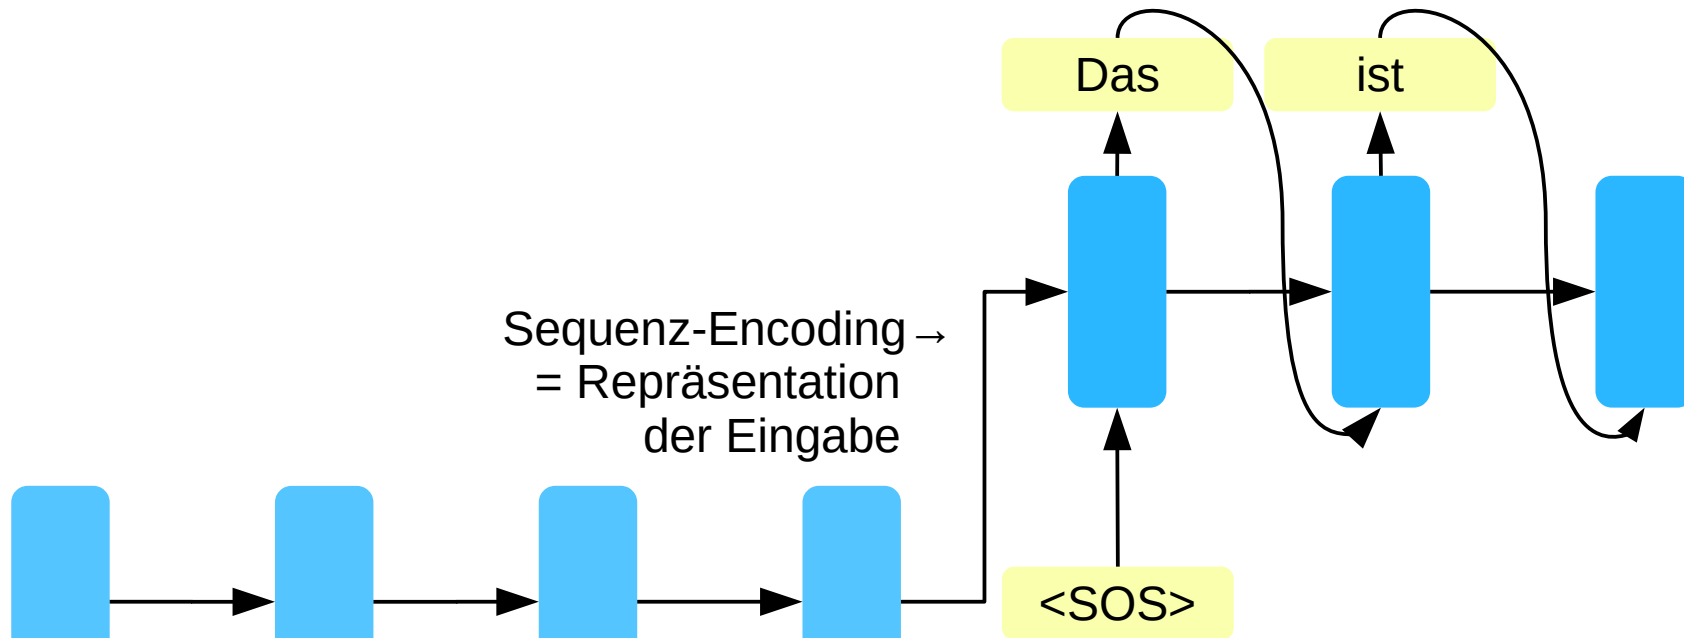 Das
ist
Sequenz-Encoding→
= Repräsentation
der Eingabe
<SOS>